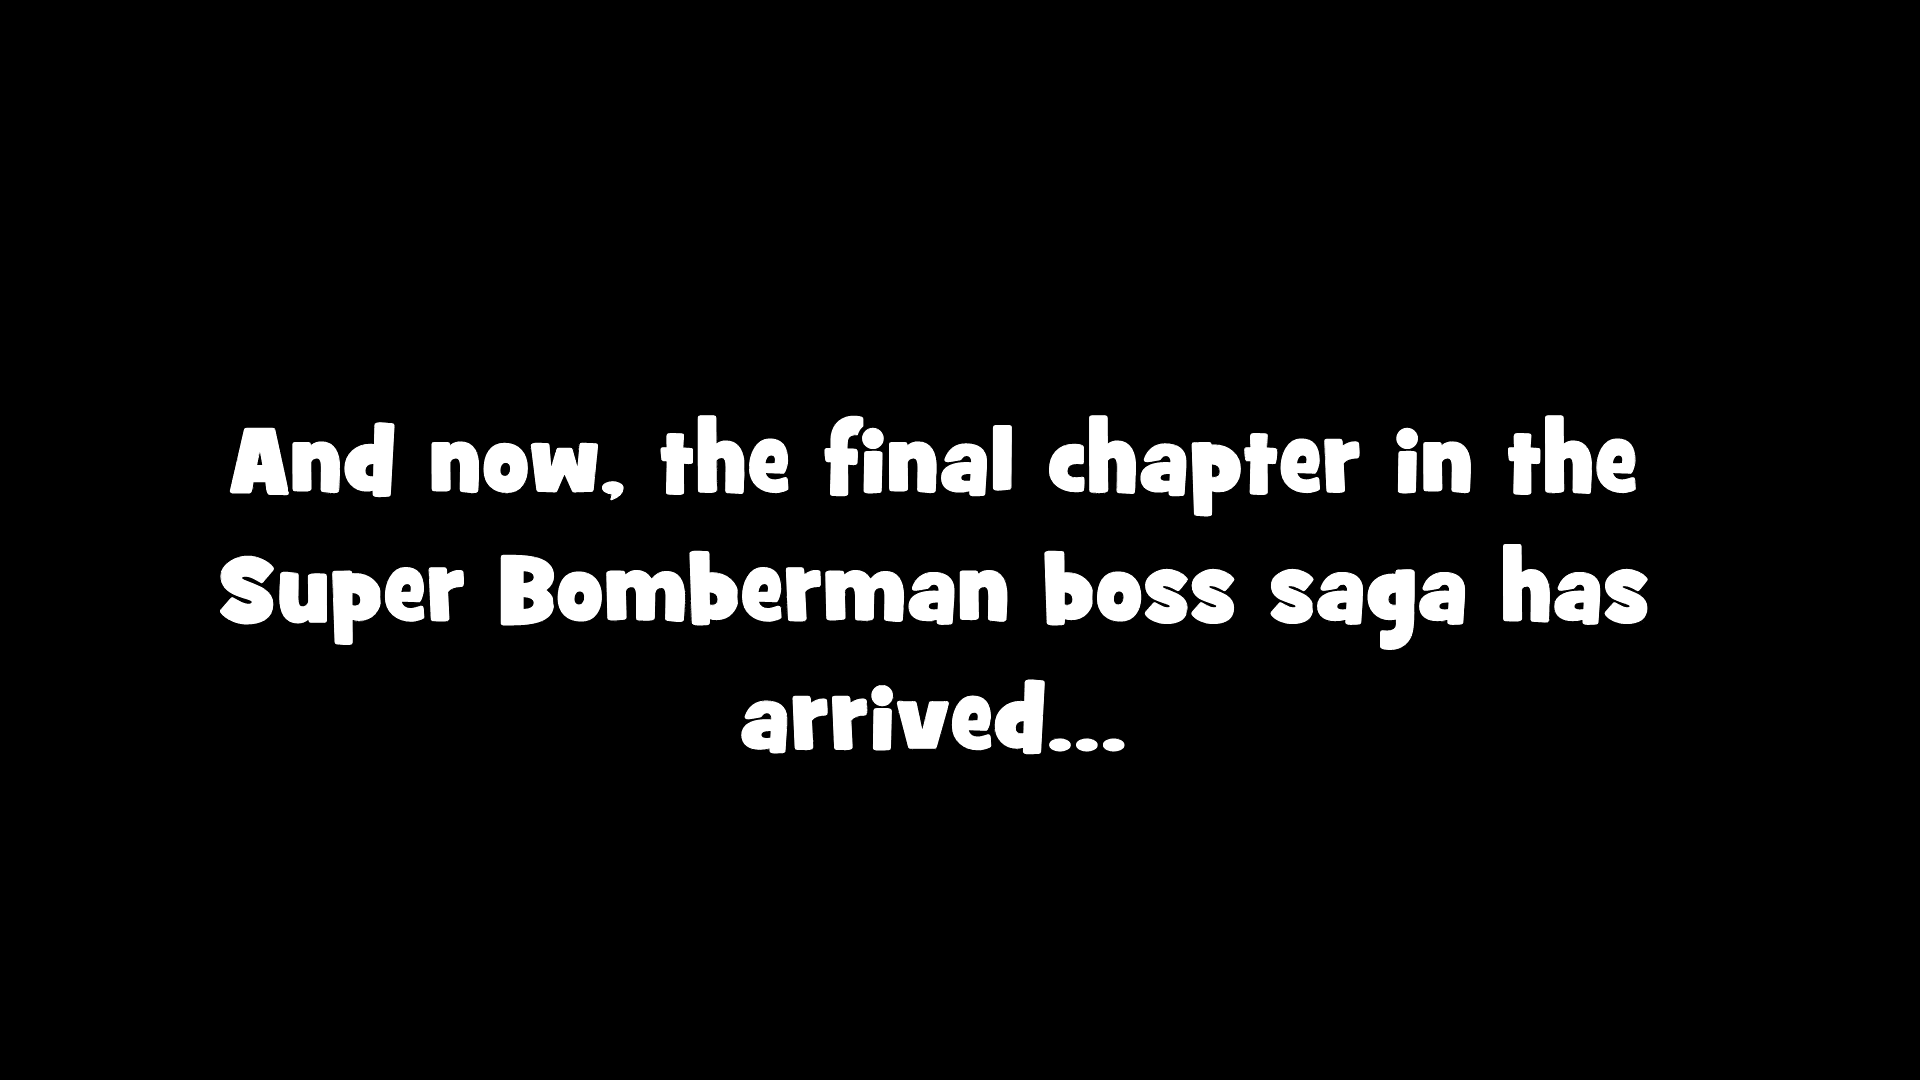 And now, the final chapter in the
Super Bomberman boss saga has
arrived...